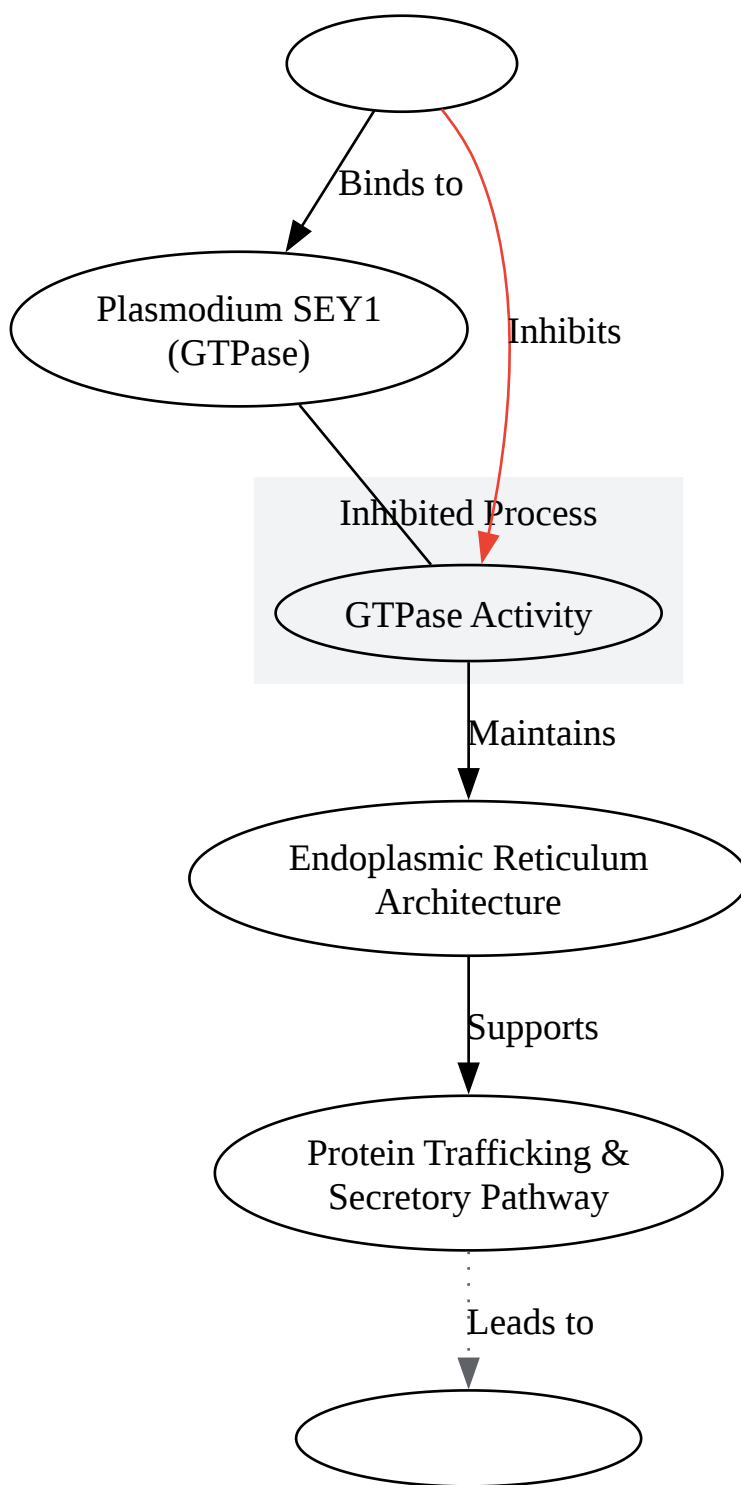 Binds to
Plasmodium SEY1
(GTPase)
Inhibits
Inhibited Process
GTPase Activity
Maintains
Endoplasmic Reticulum
Architecture
Supports
Protein Trafficking &
Secretory Pathway
Leads to